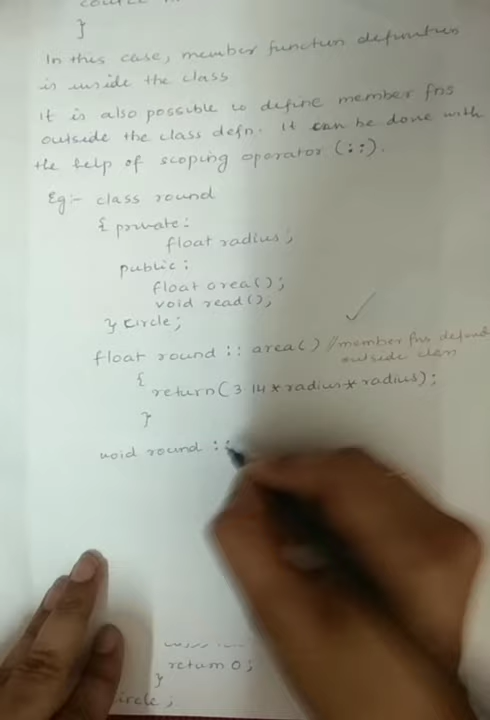 }
In this case, member function definition
is inside the class
It is also possible to define member fns
outside the class defn. It can be done with
the help of scoping operator (::).
Eg:- class round
{ private:
float radius;
public:
float area();
void read();
} circle;
float round :: area() //member fns defined
outside class
{
return(3.14*radius*radius);
}
void round ::
return 0;
}
circle;